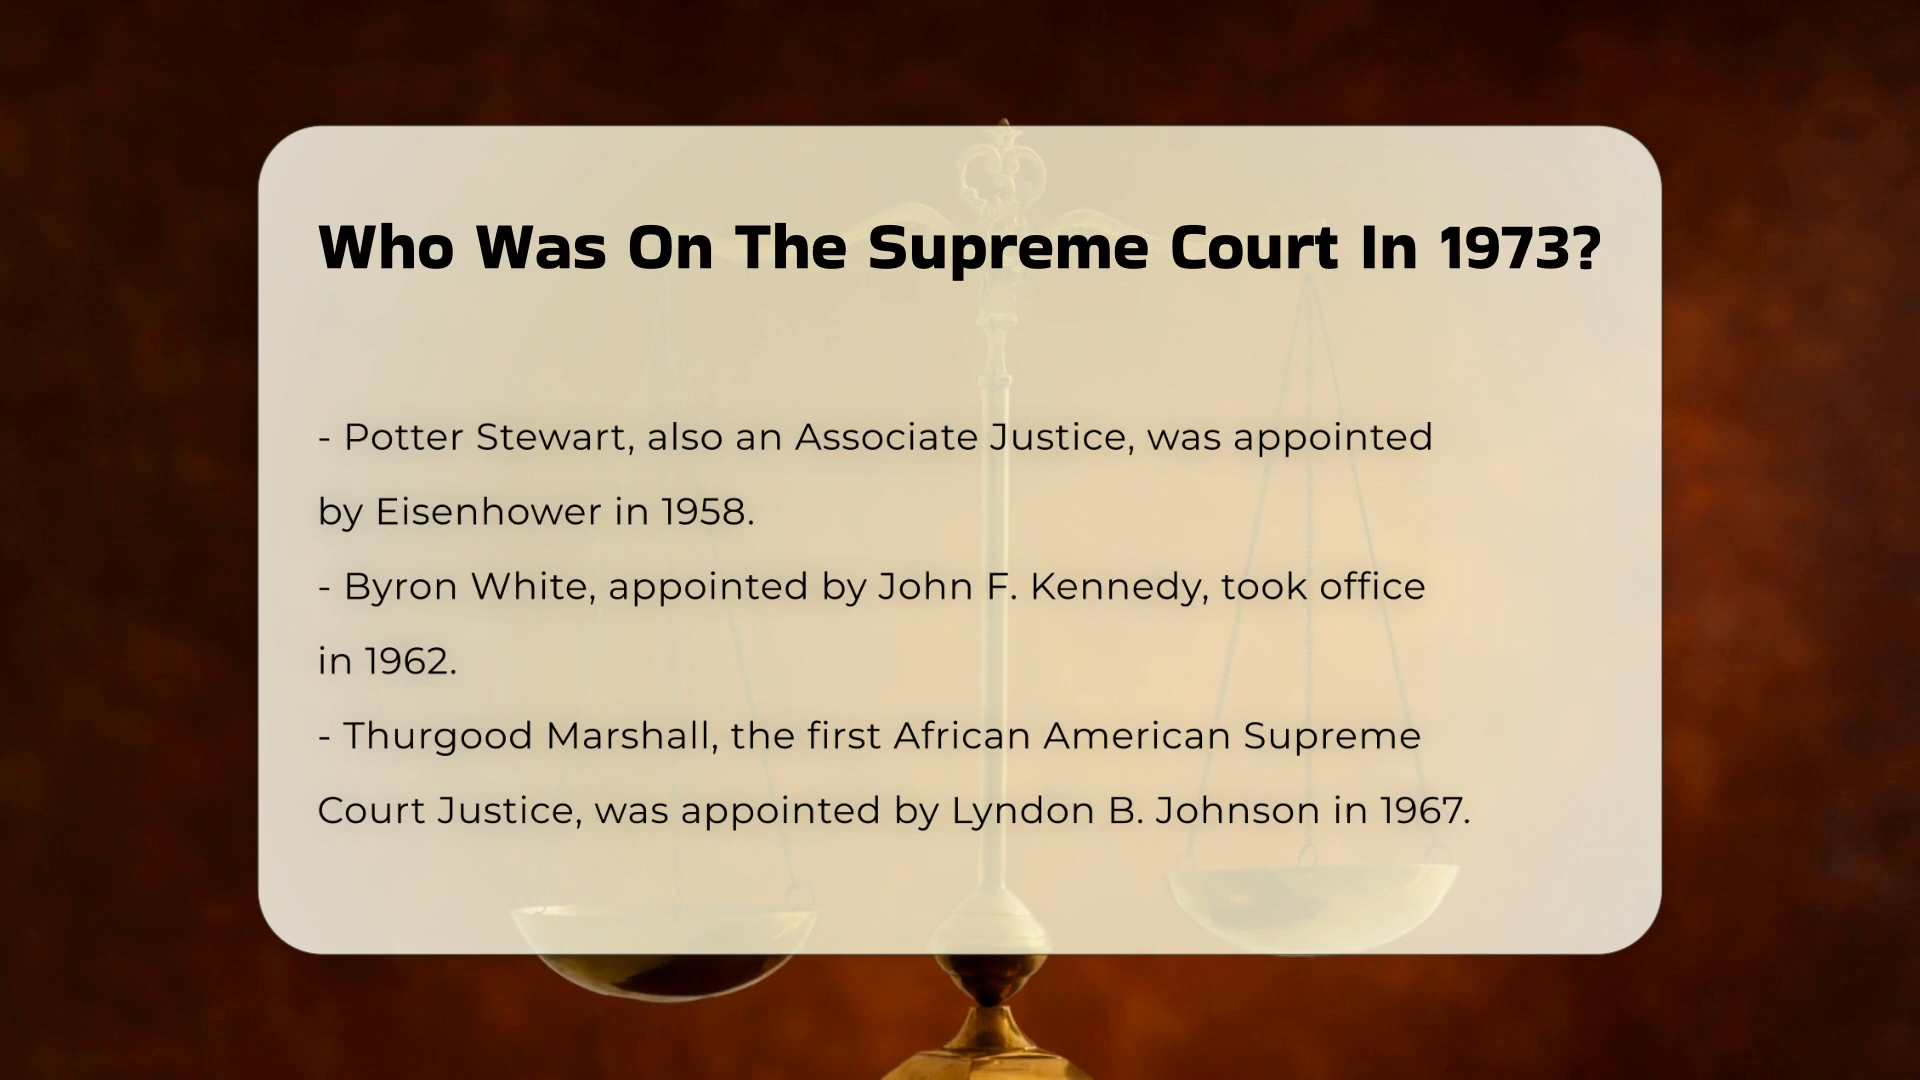 Who Was On The Supreme Court In 1973?
- Potter Stewart, also an Associate Justice, was appointed
by Eisenhower in 1958.
- Byron White, appointed by John F. Kennedy, took office
in 1962.
- Thurgood Marshall, the first African American Supreme
Court Justice, was appointed by Lyndon B. Johnson in 1967.